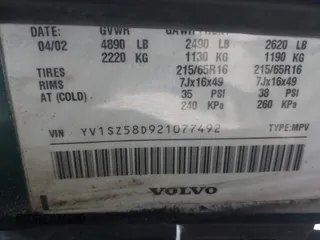 DATE: GVWR GAWR FRONT
04/02 4890 LB 2490 LB 2620 LB
2220 KG 1130 KG 1190 KG
TIRES 215/65R16 215/65R16
RIMS 7Jx16x49 7Jx16x49
AT (COLD) 35 PSI 38 PSI
240 KPA 260 KPA
VIN YV1SZ58D921077492 TYPE:MPV
VOLVO